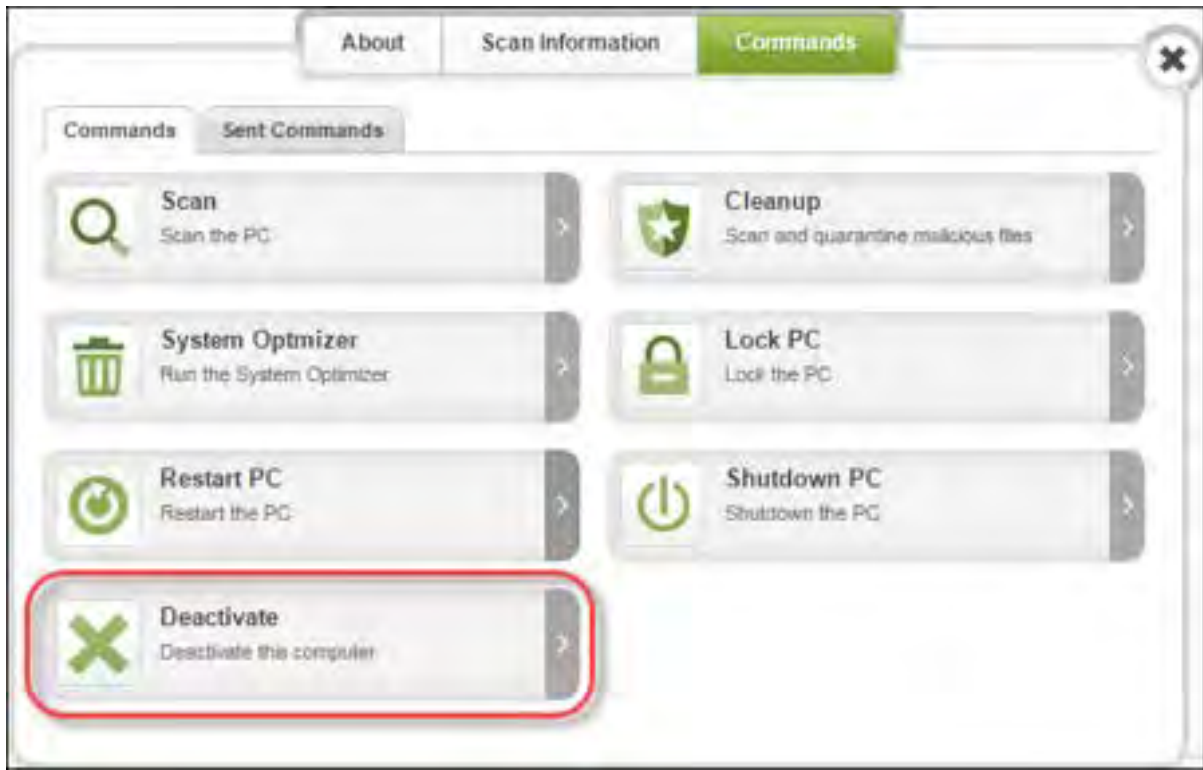 About
Scan Information
Commands
Commands
Sent Commands
Scan
Scan the PC
Cleanup
Scan and quarantine malicious files
System Optmizer
Run the System Optimizer
Lock PC
Lock the PC
Restart PC
Restart the PC
Shutdown PC
Shutdown the PC
Deactivate
Deactivate this computer